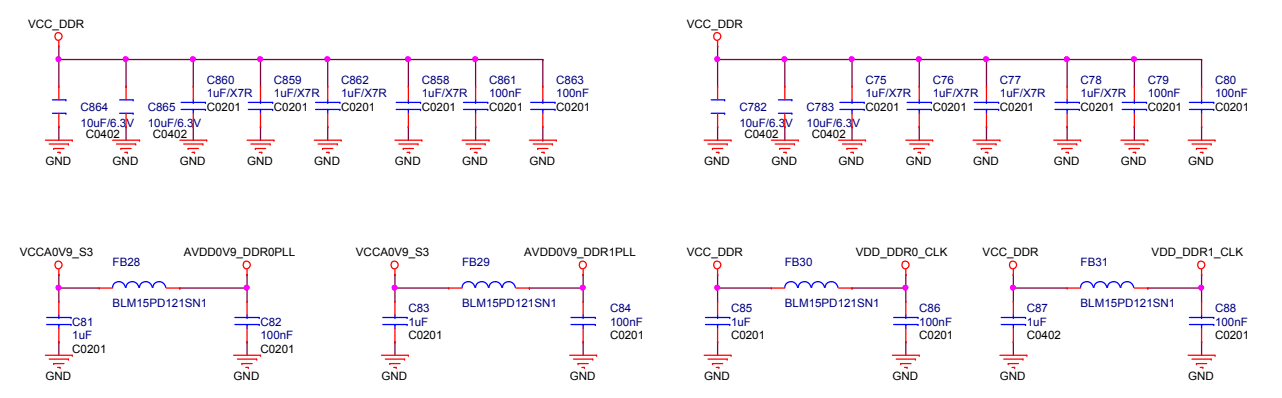 VCC_DDR
C864
10uF/6.3V
C0402
C865
10uF/6.3V
C0402
C860
1uF/X7R
C0201
C859
1uF/X7R
C0201
C862
1uF/X7R
C0201
C858
1uF/X7R
C0201
C861
100nF
C0201
C863
100nF
C0201
GND
GND
GND
GND
GND
GND
GND
GND
VCC_DDR
C782
10uF/6.3V
C0402
C783
10uF/6.3V
C0402
C75
1uF/X7R
C0201
C76
1uF/X7R
C0201
C77
1uF/X7R
C0201
C78
1uF/X7R
C0201
C79
100nF
C0201
C80
100nF
C0201
GND
GND
GND
GND
GND
GND
GND
GND
VCCA0V9_S3
FB28
AVDD0V9_DDR0PLL
BLM15PD121SN1
C81
1uF
C0201
C82
100nF
C0201
GND
GND
VCCA0V9_S3
FB29
AVDD0V9_DDR1PLL
BLM15PD121SN1
C83
1uF
C0201
C84
100nF
C0201
GND
GND
VCC_DDR
FB30
VDD_DDR0_CLK
BLM15PD121SN1
C85
1uF
C0201
C86
100nF
C0201
GND
GND
VCC_DDR
FB31
VDD_DDR1_CLK
BLM15PD121SN1
C87
1uF
C0402
C88
100nF
C0201
GND
GND